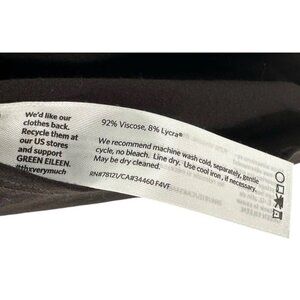 We'd like our
clothes back.
Recycle them at
our US stores
and support
GREEN EILEEN.
#thxverymuch
92% Viscose, 8% Lycra®
We recommend machine wash cold, separately, gentle
cycle, no bleach. Line dry. Use cool iron, if necessary.
May be dry cleaned.
RN#78121/CA#34460 F4VF